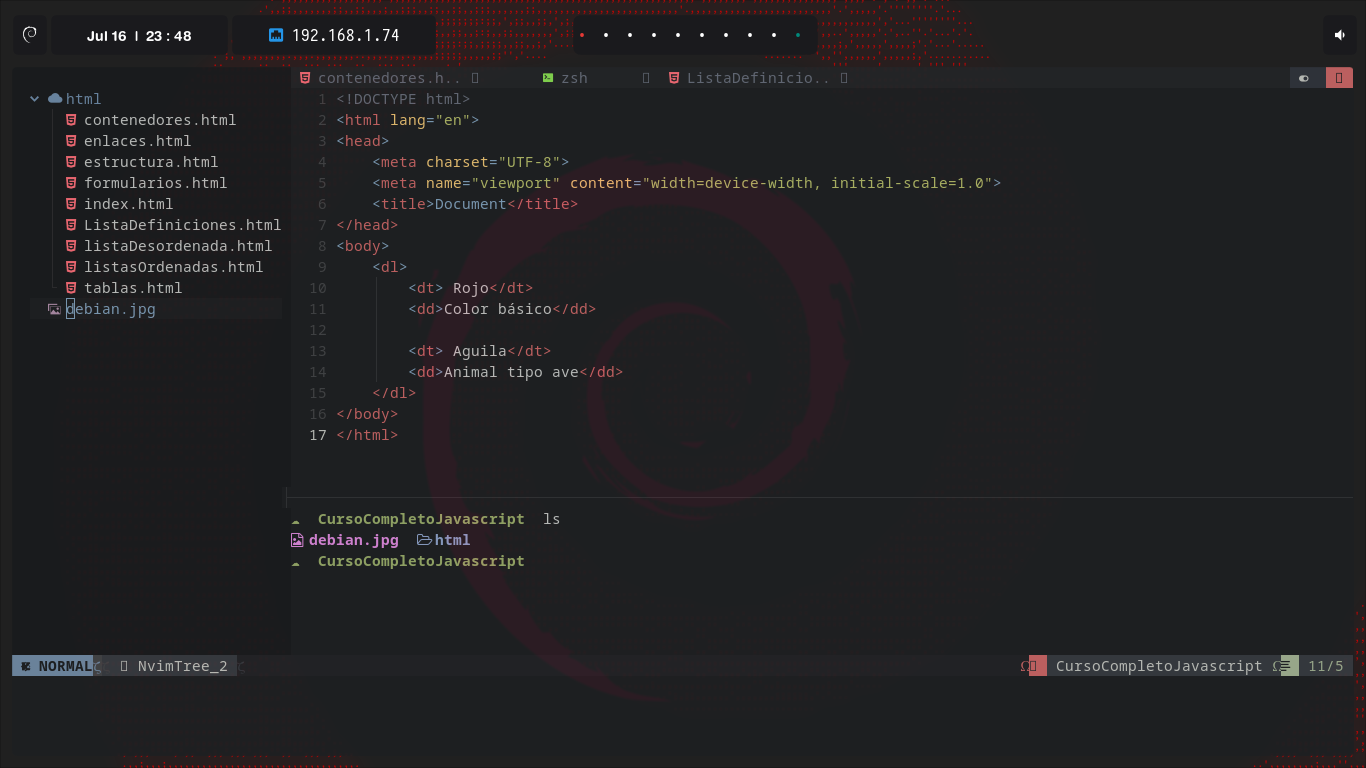 Jul 16 | 23 : 48
192.168.1.74
contenedores.h..
zsh
ListaDefinicio..
html
contenedores.html
enlaces.html
estructura.html
formularios.html
index.html
ListaDefiniciones.html
listaDesordenada.html
listasOrdenadas.html
tablas.html
debian.jpg
1 <!DOCTYPE html>
2 <html lang="en">
3 <head>
4 <meta charset="UTF-8">
5 <meta name="viewport" content="width=device-width, initial-scale=1.0">
6 <title>Document</title>
7 </head>
8 <body>
9 <dl>
10 <dt> Rojo</dt>
11 <dd>Color básico</dd>
12
13 <dt> Aguila</dt>
14 <dd>Animal tipo ave</dd>
15 </dl>
16 </body>
17 </html>
CursoCompletoJavascript ls
debian.jpg html
CursoCompletoJavascript
NORMAL NvimTree_2 CursoCompletoJavascript 11/5